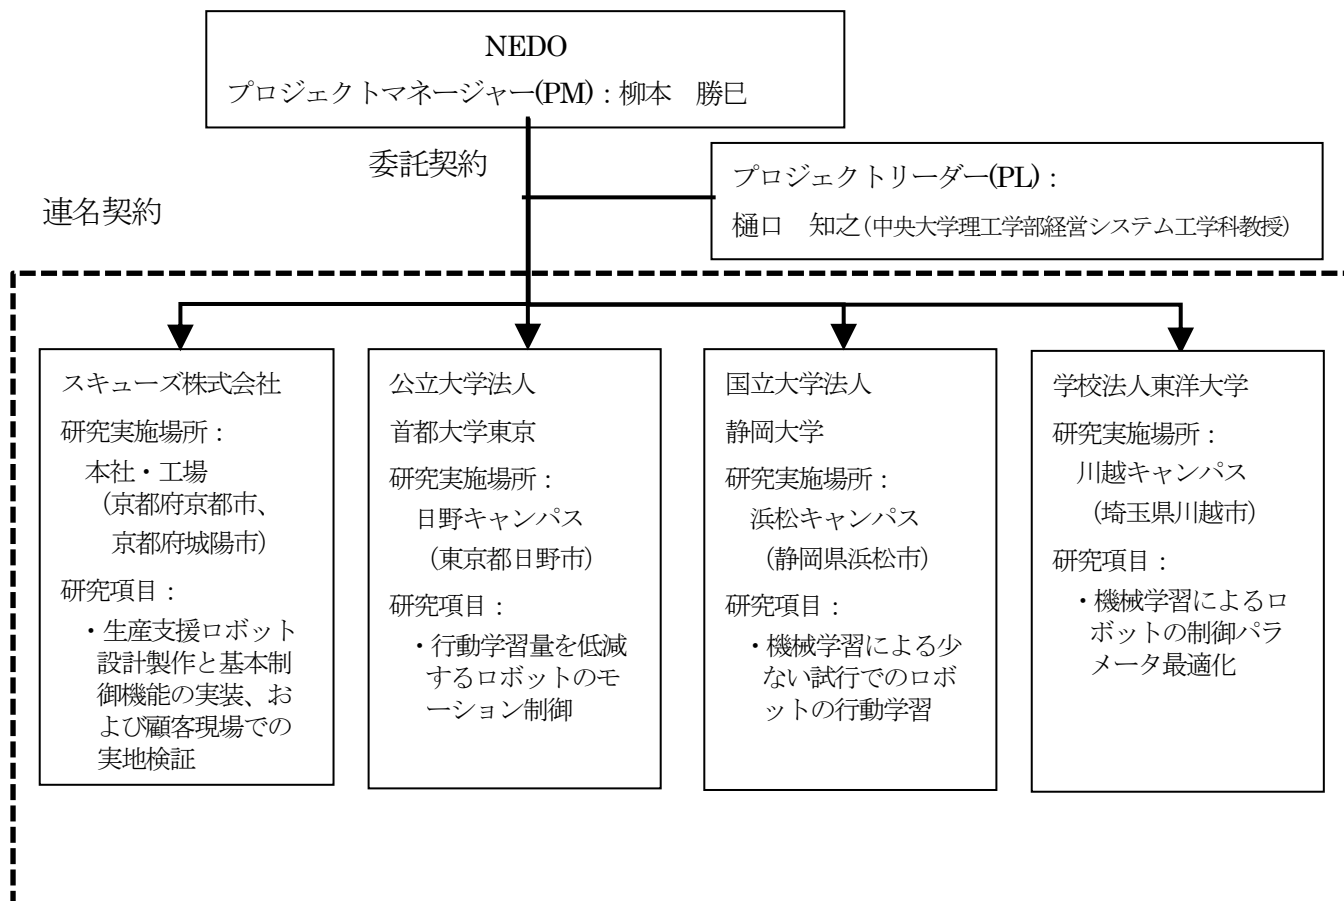 NEDO
プロジェクトマネージャー(PM)：柳本　勝巳
委託契約
プロジェクトリーダー(PL)：
樋口　知之(中央大学理工学部経営システム工学科教授)
連名契約
スキューズ株式会社
研究実施場所：
本社・工場
（京都府京都市、
京都府城陽市）
研究項目：
・生産支援ロボット
設計製作と基本制
御機能の実装、お
よび顧客現場での
実地検証
公立大学法人
首都大学東京
研究実施場所：
日野キャンパス
（東京都日野市）
研究項目：
・行動学習量を低減
するロボットのモ
ーション制御
国立大学法人
静岡大学
研究実施場所：
浜松キャンパス
（静岡県浜松市）
研究項目：
・機械学習による少
ない試行でのロボ
ットの行動学習
学校法人東洋大学
研究実施場所：
川越キャンパス
（埼玉県川越市）
研究項目：
・機械学習によるロ
ボットの制御パラ
メータ最適化